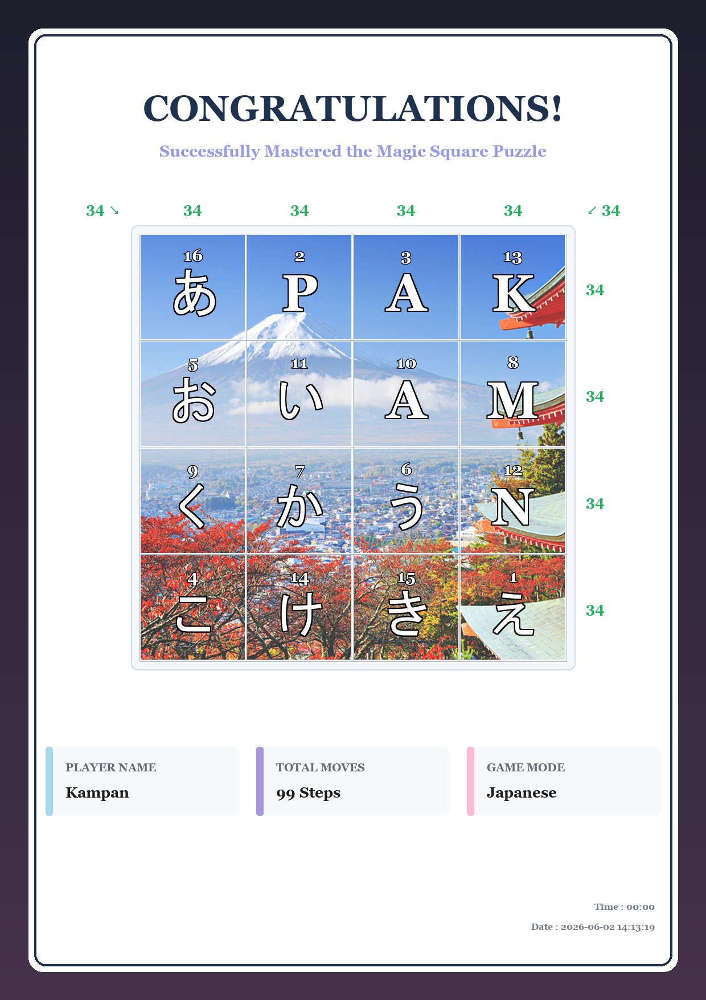 CONGRATULATIONS!
Successfully Mastered the Magic Square Puzzle
34 ↘ 34 34 34 34 ↙ 34
16 2 3 13
あ P A K 34
5 11 10 8
お い A M 34
9 7 6 12
く か う N 34
4 14 15 1
こ け き え 34
PLAYER NAME TOTAL MOVES GAME MODE
Kampan 99 Steps Japanese
Time : 00:00
Date : 2026-06-02 14:13:19